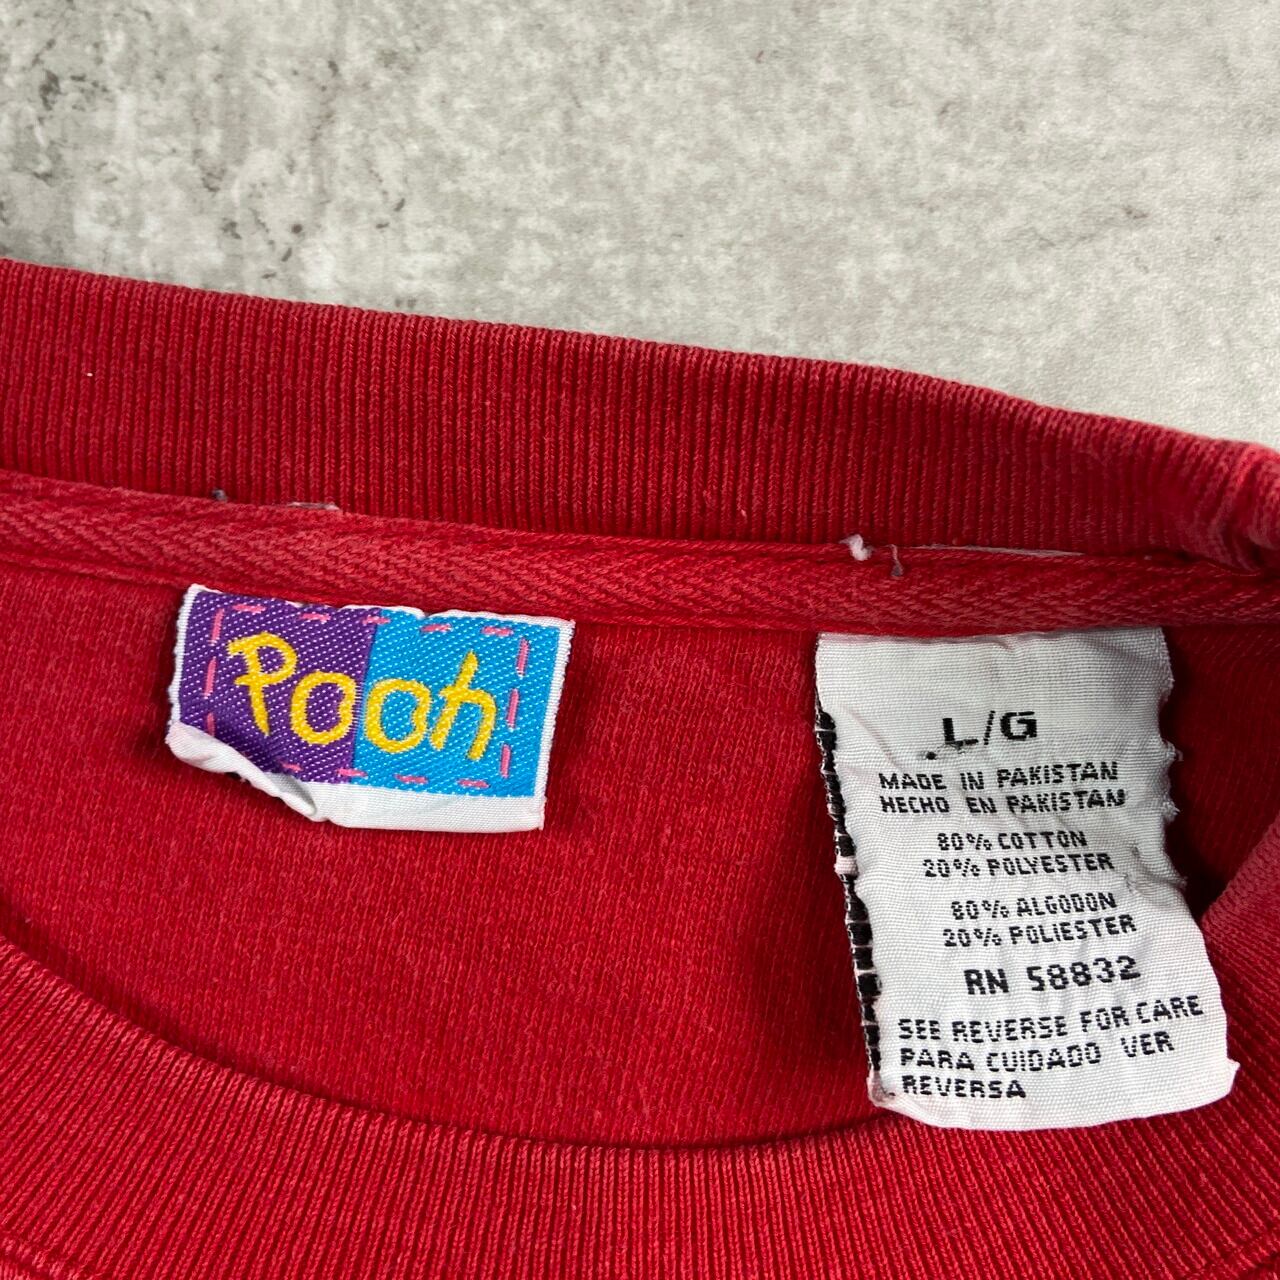 Pooh
L/G
MADE IN PAKISTAN
HECHO EN PAKISTAN
80% COTTON
20% POLYESTER
80% ALGODON
20% POLIESTER
RN 58832
SEE REVERSE FOR CARE
PARA CUIDADO VER
REVERSA